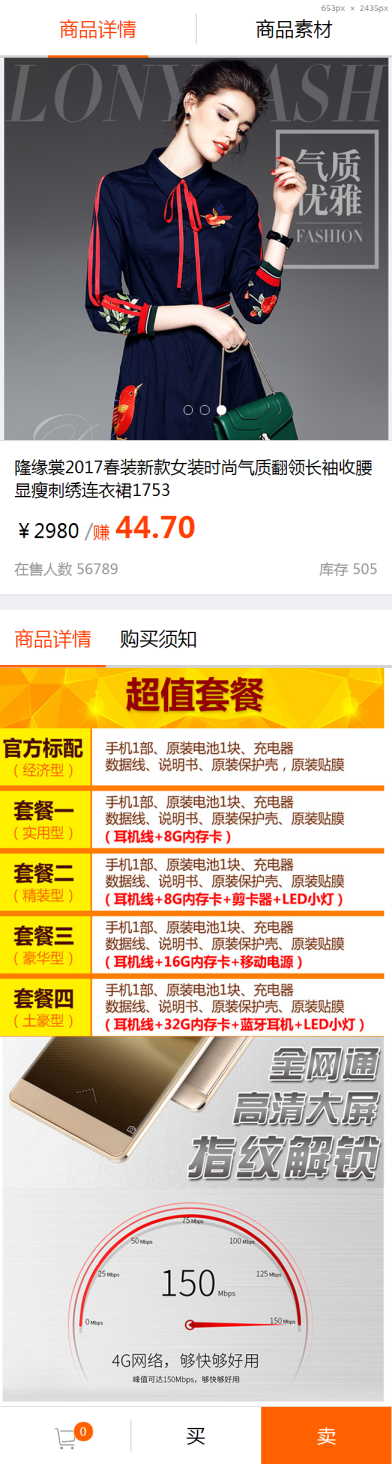 653px × 2435px
商品详情
商品素材
LONY
ASH
气质
优雅
FASHION
隆缘裳2017春装新款女装时尚气质翻领长袖收腰
显瘦刺绣连衣裙1753
￥2980 /赚 44.70
在售人数 56789
库存 505
商品详情
购买须知
超值套餐
官方标配
（经济型）
手机1部、原装电池1块、充电器
数据线、说明书、原装保护壳，原装贴膜
套餐一
（实用型）
手机1部、原装电池1块、充电器
数据线、说明书、原装保护壳、原装贴膜
（耳机线+8G内存卡）
套餐二
（精装型）
手机1部、原装电池1块、充电器
数据线、说明书、原装保护壳、原装贴膜
（耳机线+8G内存卡+剪卡器+LED小灯）
套餐三
（豪华型）
手机1部、原装电池1块、充电器
数据线、说明书、原装保护壳、原装贴膜
（耳机线+16G内存卡+移动电源）
套餐四
（土豪型）
手机1部、原装电池1块、充电器
数据线、说明书、原装保护壳、原装贴膜
（耳机线+32G内存卡+蓝牙耳机+LED小灯）
全网通
高清大屏
指纹解锁
75Mbps
50Mbps
100Mbps
25Mbps
125Mbps
150Mbps
0Mbps
150Mbps
4G网络，够快够好用
峰值可达150Mbps，够快够好用
0
买
卖